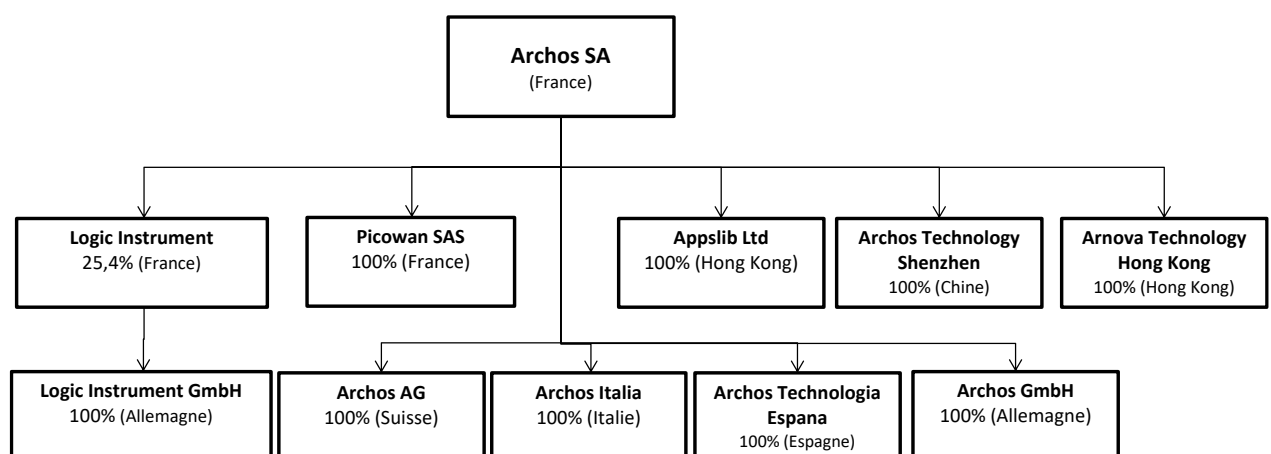 Archos SA
(France)
Logic Instrument
25,4% (France)
Picowan SAS
100% (France)
Appslib Ltd
100% (Hong Kong)
Archos Technology
Shenzhen
100% (Chine)
Arnova Technology
Hong Kong
100% (Hong Kong)
Logic Instrument GmbH
100% (Allemagne)
Archos AG
100% (Suisse)
Archos Italia
100% (Italie)
Archos Technologia
Espana
100% (Espagne)
Archos GmbH
100% (Allemagne)